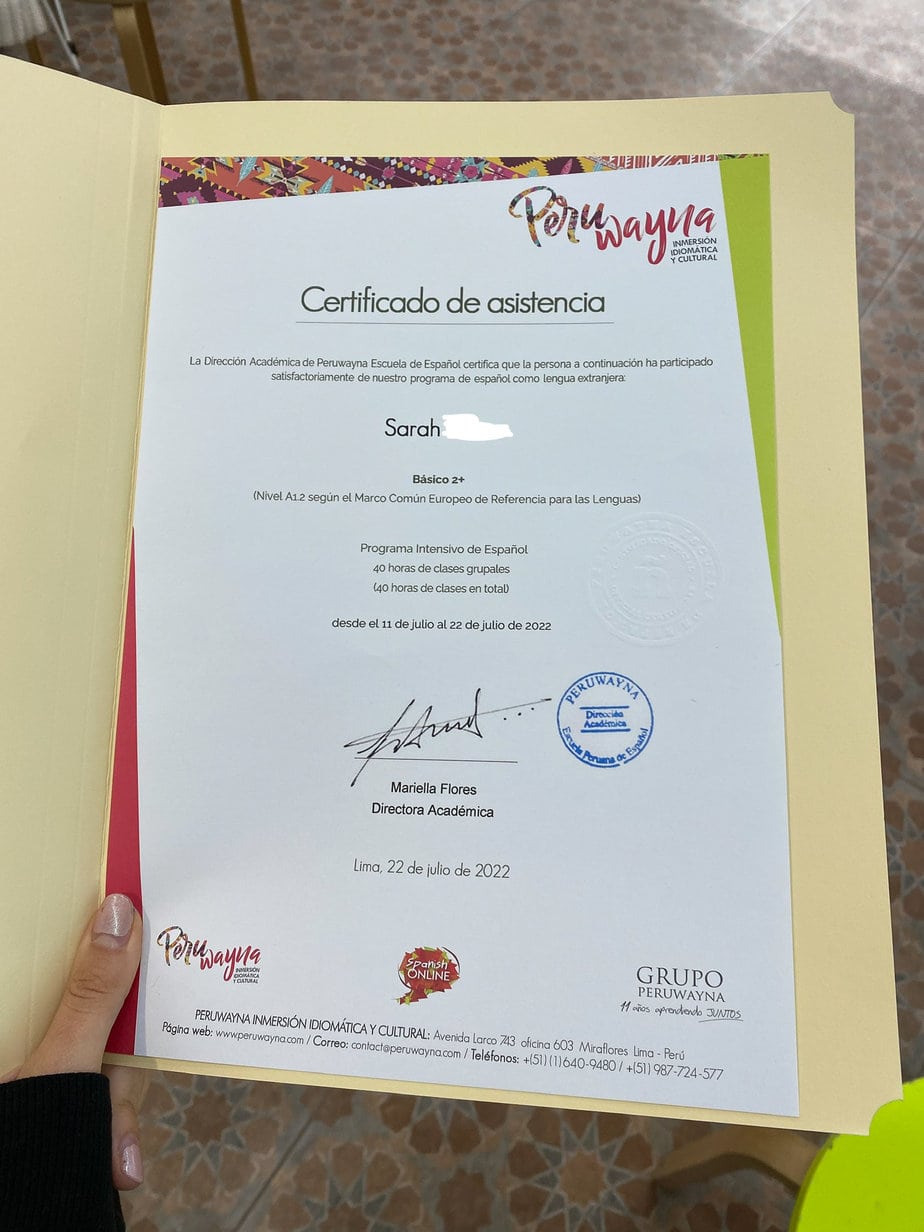 Peru
wayna
INMERSIÓN
IDIOMÁTICA
Y CULTURAL
Certificado de asistencia
La Dirección Académica de Peruwayna Escuela de Español certifica que la persona a continuación ha participado
satisfactoriamente de nuestro programa de español como lengua extranjera:
Sarah
Básico 2+
(Nivel A1.2 según el Marco Común Europeo de Referencia para las Lenguas)
Programa Intensivo de Español
40 horas de clases grupales
(40 horas de clases en total)
desde el 11 de julio al 22 de julio de 2022
PERUWAYNA
Dirección
Académica
Escuela Peruana de Español
Mariella Flores
Directora Académica
Lima, 22 de julio de 2022
Peru
wayna
INMERSIÓN
IDIOMÁTICA
Y CULTURAL
Spanish
ONLINE
GRUPO
PERUWAYNA
11 años aprendiendo JUNTOS
PERUWAYNA INMERSIÓN IDIOMÁTICA Y CULTURAL: Avenida Larco 743 oficina 603 Miraflores Lima - Perú
Página web: www.peruwayna.com / Correo: contact@peruwayna.com / Teléfonos: +(51)(1)640-9480 / +(51) 987-724-577